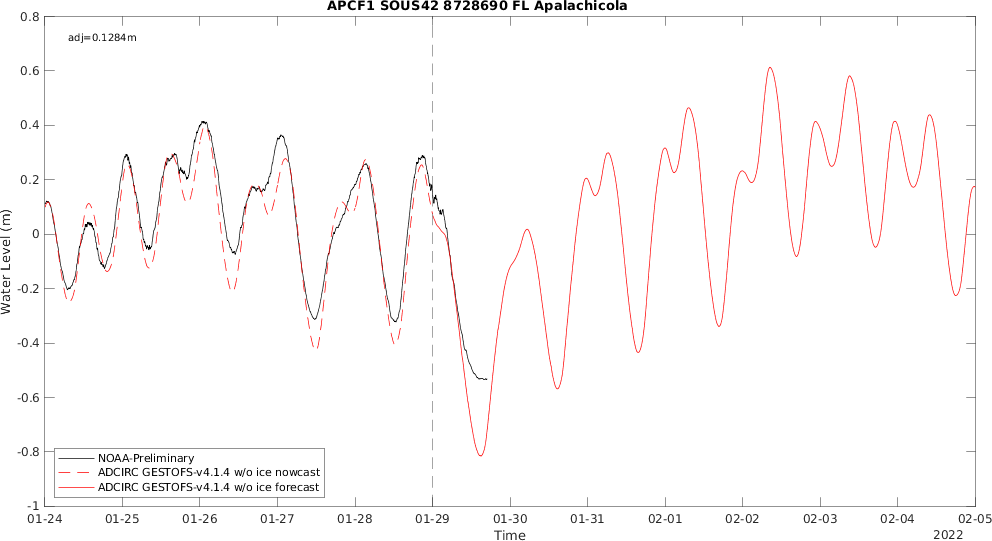 APCF1 SOUS42 8728690 FL Apalachicola
adj=0.1284m
0.8
0.6
0.4
0.2
0
-0.2
-0.4
-0.6
-0.8
-1
Water Level (m)
NOAA-Preliminary
ADCIRC GESTOFS-v4.1.4 w/o ice nowcast
ADCIRC GESTOFS-v4.1.4 w/o ice forecast
01-24 01-25 01-26 01-27 01-28 01-29 01-30 01-31 02-01 02-02 02-03 02-04 02-05
Time
2022